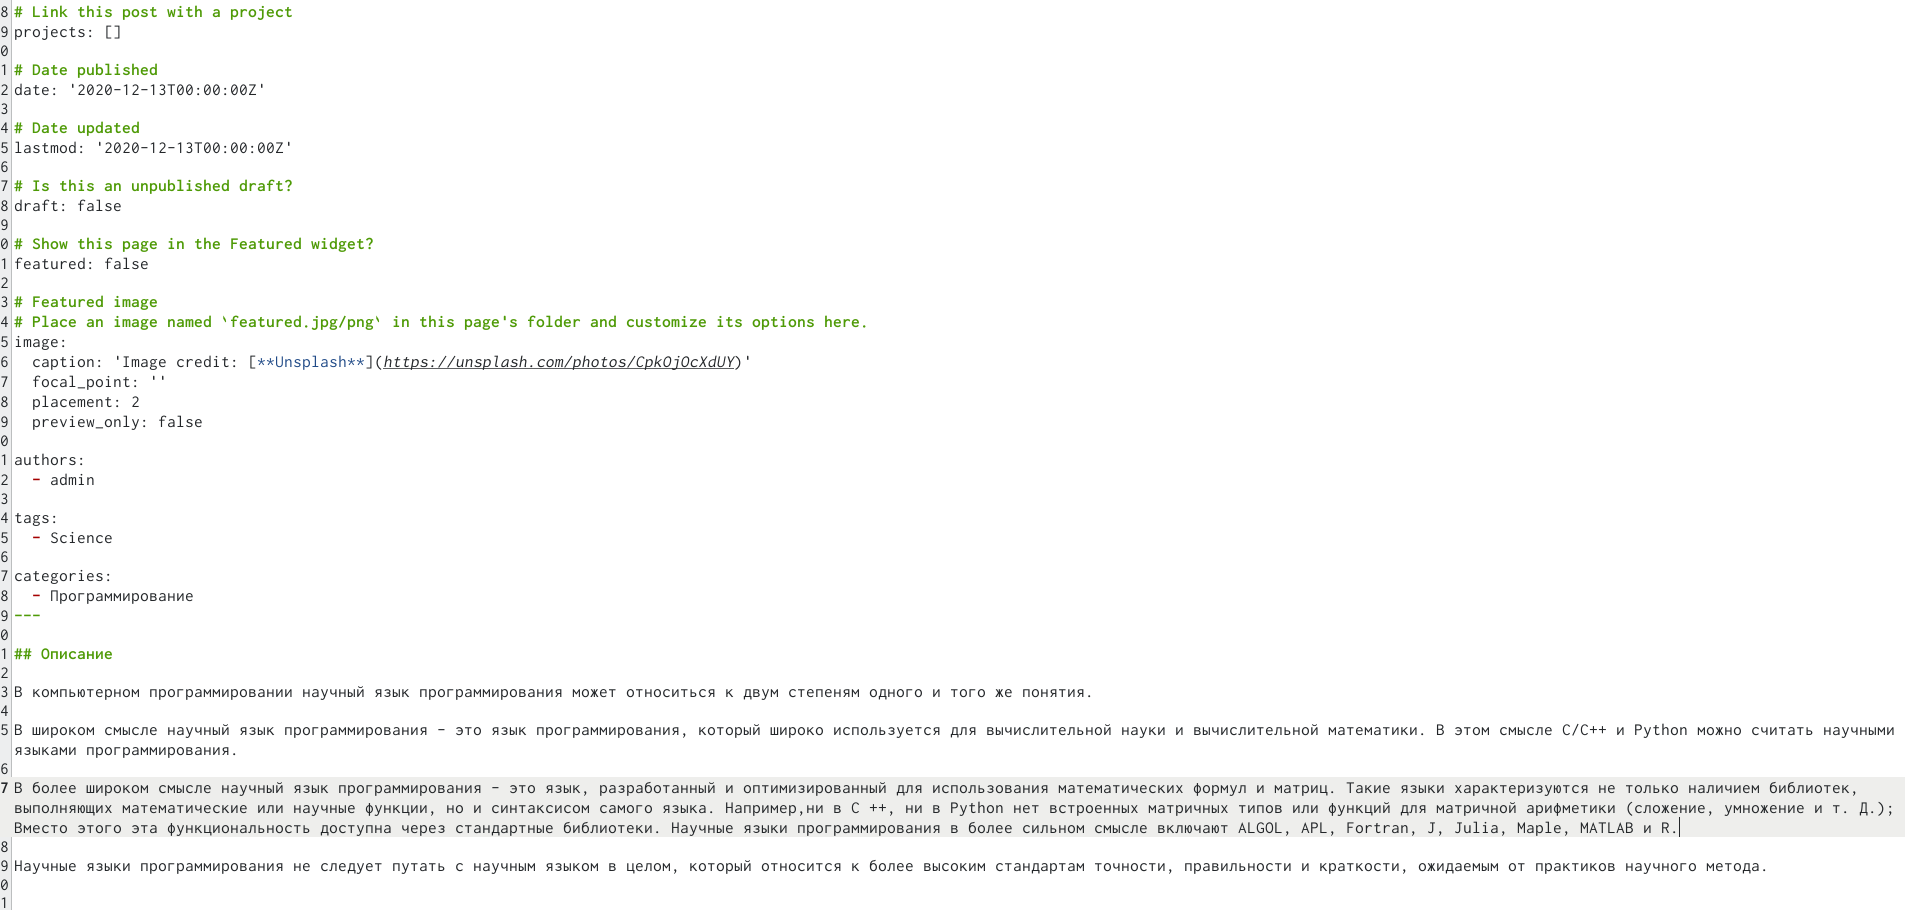 8 # Link this post with a project
9 projects: []
0
1 # Date published
2 date: '2020-12-13T00:00:00Z'
3
4 # Date updated
5 lastmod: '2020-12-13T00:00:00Z'
6
7 # Is this an unpublished draft?
8 draft: false
9
0 # Show this page in the Featured widget?
1 featured: false
2
3 # Featured image
4 # Place an image named `featured.jpg/png` in this page's folder and customize its options here.
5 image:
6   caption: 'Image credit: [**Unsplash**](https://unsplash.com/photos/CpkOjOcXdUY)'
7   focal_point: ''
8   placement: 2
9   preview_only: false
0
1 authors:
2   - admin
3
4 tags:
5   - Science
6
7 categories:
8   - Программирование
9 ---
0
1 ## Описание
2
3 В компьютерном программировании научный язык программирования может относиться к двум степеням одного и того же понятия.
4
5 В широком смысле научный язык программирования - это язык программирования, который широко используется для вычислительной науки и вычислительной математики. В этом смысле C/C++ и Python можно считать научными
языками программирования.
6
7 В более широком смысле научный язык программирования - это язык, разработанный и оптимизированный для использования математических формул и матриц. Такие языки характеризуются не только наличием библиотек,
выполняющих математические или научные функции, но и синтаксисом самого языка. Например,ни в C ++, ни в Python нет встроенных матричных типов или функций для матричной арифметики (сложение, умножение и т. Д.);
Вместо этого эта функциональность доступна через стандартные библиотеки. Научные языки программирования в более сильном смысле включают ALGOL, APL, Fortran, J, Julia, Maple, MATLAB и R.
8
9 Научные языки программирования не следует путать с научным языком в целом, который относится к более высоким стандартам точности, правильности и краткости, ожидаемым от практиков научного метода.
0
1